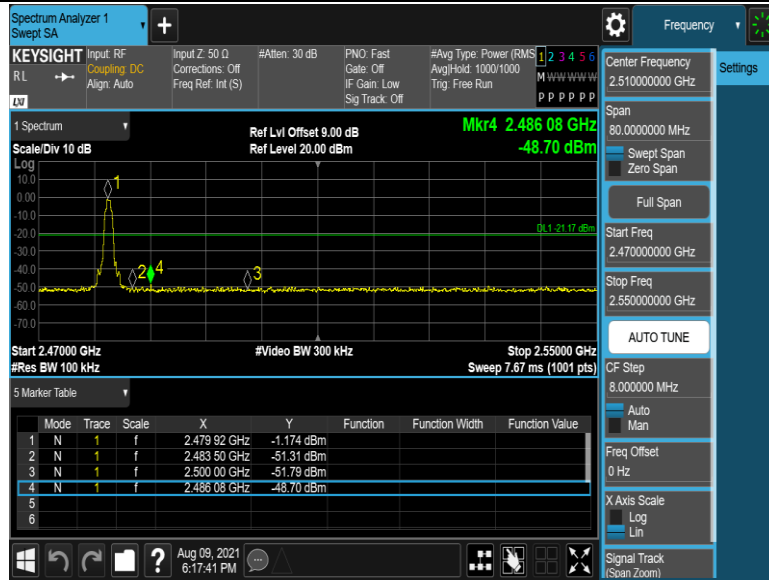 Spectrum Analyzer 1
Swept SA
+
Frequency
KEYSIGHT
RL
LXI
Input: RF
Coupling: DC
Align: Auto
Input Z: 50 Ω
Corrections: Off
Freq Ref: Int (S)
#Atten: 30 dB
PNO: Fast
Gate: Off
IF Gain: Low
Sig Track: Off
#Avg Type: Power (RMS
Avg|Hold: 1000/1000
Trig: Free Run
1 2 3 4 5 6
M W W W W W
P P P P P P
1 Spectrum
Scale/Div 10 dB
Ref Lvl Offset 9.00 dB
Ref Level 20.00 dBm
Mkr4 2.486 08 GHz
-48.70 dBm
Log
10.0
0.00
-10.0
-20.0
-30.0
-40.0
-50.0
-60.0
-70.0
1
DL1 -21.17 dBm
2
4
3
Start 2.47000 GHz
#Video BW 300 kHz
Stop 2.55000 GHz
#Res BW 100 kHz
Sweep 7.67 ms (1001 pts)
5 Marker Table
Mode Trace Scale X Y Function Function Width Function Value
1 N 1 f 2.479 92 GHz -1.174 dBm
2 N 1 f 2.483 50 GHz -51.31 dBm
3 N 1 f 2.500 00 GHz -51.79 dBm
4 N 1 f 2.486 08 GHz -48.70 dBm
5
6
?
Aug 09, 2021
6:17:41 PM
Center Frequency
2.510000000 GHz
Settings
Span
80.0000000 MHz
Swept Span
Zero Span
Full Span
Start Freq
2.470000000 GHz
Stop Freq
2.550000000 GHz
AUTO TUNE
CF Step
8.000000 MHz
Auto
Man
Freq Offset
0 Hz
X Axis Scale
Log
Lin
Signal Track
(Span Zoom)